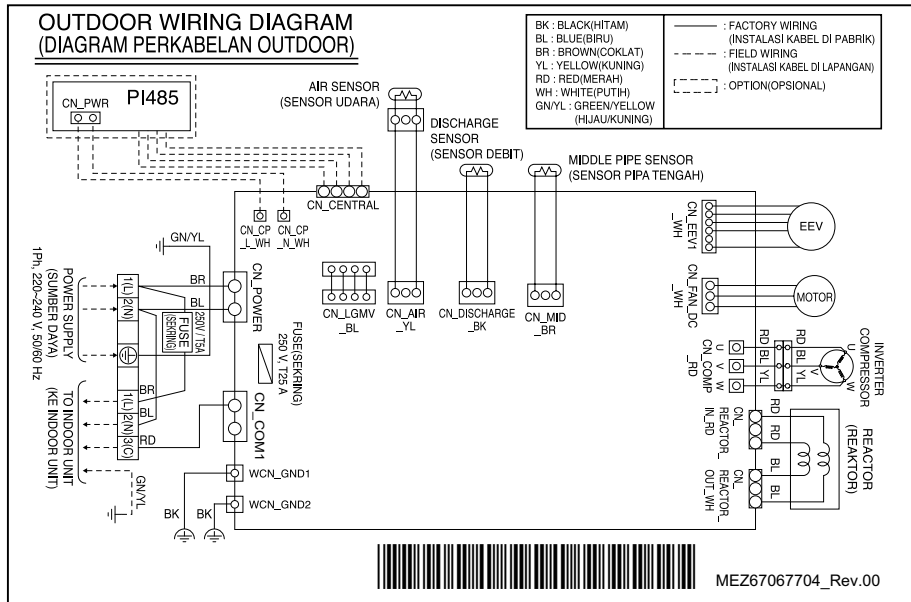 OUTDOOR WIRING DIAGRAM
(DIAGRAM PERKABELAN OUTDOOR)
BK : BLACK(HITAM)
BL : BLUE(BIRU)
BR : BROWN(COKLAT)
YL : YELLOW(KUNING)
RD : RED(MERAH)
WH : WHITE(PUTIH)
GN/YL : GREEN/YELLOW
(HIJAU/KUNING)
: FACTORY WIRING
(INSTALASI KABEL DI PABRIK)
: FIELD WIRING
(INSTALASI KABEL DI LAPANGAN)
: OPTION(OPSIONAL)
CN_PWR
PI485
AIR SENSOR
(SENSOR UDARA)
DISCHARGE
SENSOR
(SENSOR DEBIT)
MIDDLE PIPE SENSOR
(SENSOR PIPA TENGAH)
CN_CENTRAL
CN_CP
_L_WH
CN_CP
_N_WH
GN/YL
CN_LGMV
_BL
CN_AIR
_YL
CN_DISCHARGE
_BK
CN_MID
_BR
CN_EEV1
_WH
EEV
CN_FAN_DC
_WH
MOTOR
POWER SUPPLY
(SUMBER DAYA)
1Ph, 220~240 V, 50/60 Hz
1(L)
2(N)
BR
BL
250V / T5A
FUSE
(SEKRING)
CN_POWER
FUSE(SEKRING)
250 V, T25 A
CN_COMP
_RD
U
V
W
RD
BL
YL
RD
BL
YL
U
V
W
INVERTER
COMPRESSOR
TO INDOOR UNIT
(KE INDOOR UNIT)
1(L)
2(N)
3(C)
BR
BL
RD
CN_COM1
CN_
REACTOR_
IN_RD
RD
RD
BL
BL
CN_
REACTOR_
OUT_WH
REACTOR
(REAKTOR)
GN/YL
WCN_GND1
WCN_GND2
BK
BK
MEZ67067704_Rev.00